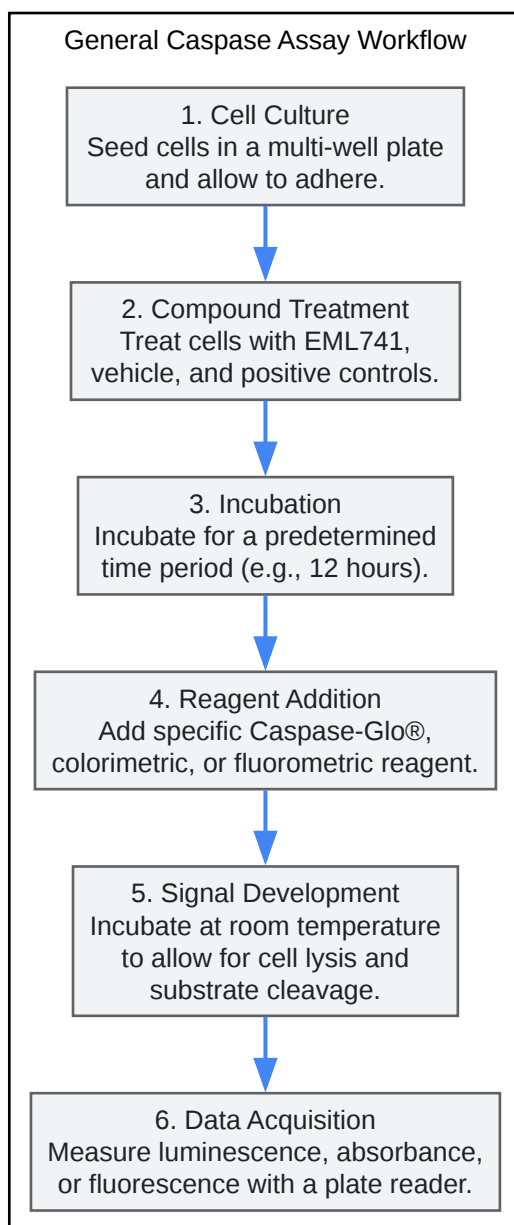 General Caspase Assay Workflow
1. Cell Culture
Seed cells in a multi-well plate
and allow to adhere.
2. Compound Treatment
Treat cells with EML741,
vehicle, and positive controls.
3. Incubation
Incubate for a predetermined
time period (e.g., 12 hours).
4. Reagent Addition
Add specific Caspase-Glo®,
colorimetric, or fluorometric reagent.
5. Signal Development
Incubate at room temperature
to allow for cell lysis and
substrate cleavage.
6. Data Acquisition
Measure luminescence, absorbance,
or fluorescence with a plate reader.